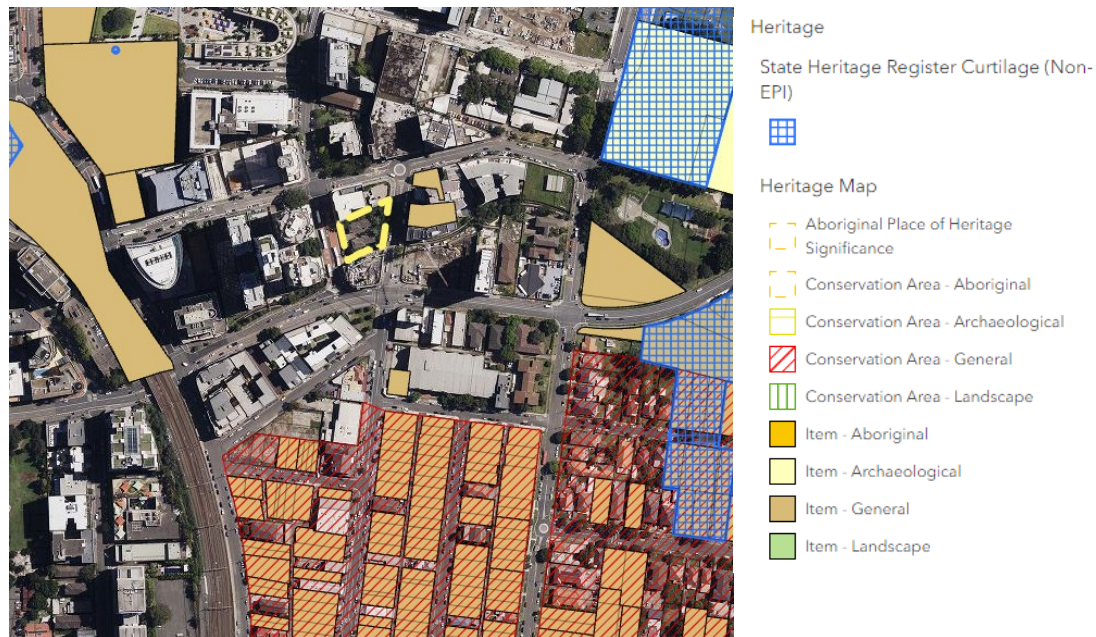 Heritage
State Heritage Register Curtilage (Non-
EPI)
Heritage Map
Aboriginal Place of Heritage
Significance
Conservation Area - Aboriginal
Conservation Area - Archaeological
Conservation Area - General
Conservation Area - Landscape
Item - Aboriginal
Item - Archaeological
Item - General
Item - Landscape